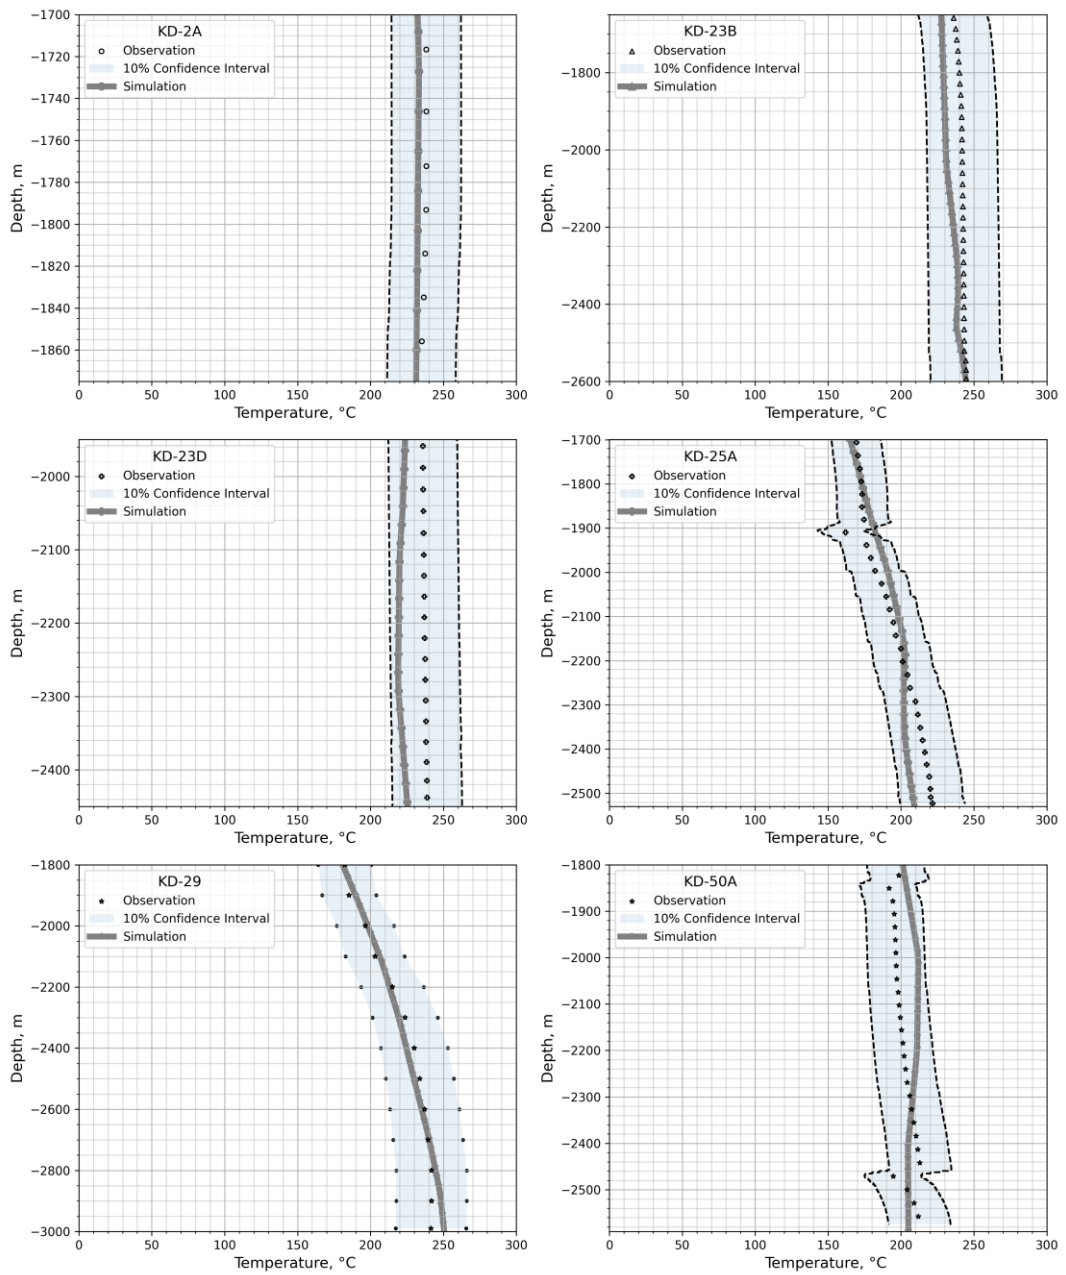 KD-2A
Observation
10% Confidence Interval
Simulation
−1700
−1720
−1740
−1760
−1780
−1800
−1820
−1840
−1860
Depth, m
0 50 100 150 200 250 300
Temperature, °C
KD-23B
Observation
10% Confidence Interval
Simulation
−1800
−2000
−2200
−2400
−2600
Depth, m
0 50 100 150 200 250 300
Temperature, °C
KD-23D
Observation
10% Confidence Interval
Simulation
−2000
−2100
−2200
−2300
−2400
Depth, m
0 50 100 150 200 250 300
Temperature, °C
KD-25A
Observation
10% Confidence Interval
Simulation
−1700
−1800
−1900
−2000
−2100
−2200
−2300
−2400
−2500
Depth, m
0 50 100 150 200 250 300
Temperature, °C
KD-29
Observation
10% Confidence Interval
Simulation
−1800
−2000
−2200
−2400
−2600
−2800
−3000
Depth, m
0 50 100 150 200 250 300
Temperature, °C
KD-50A
Observation
10% Confidence Interval
Simulation
−1800
−1900
−2000
−2100
−2200
−2300
−2400
−2500
Depth, m
0 50 100 150 200 250 300
Temperature, °C